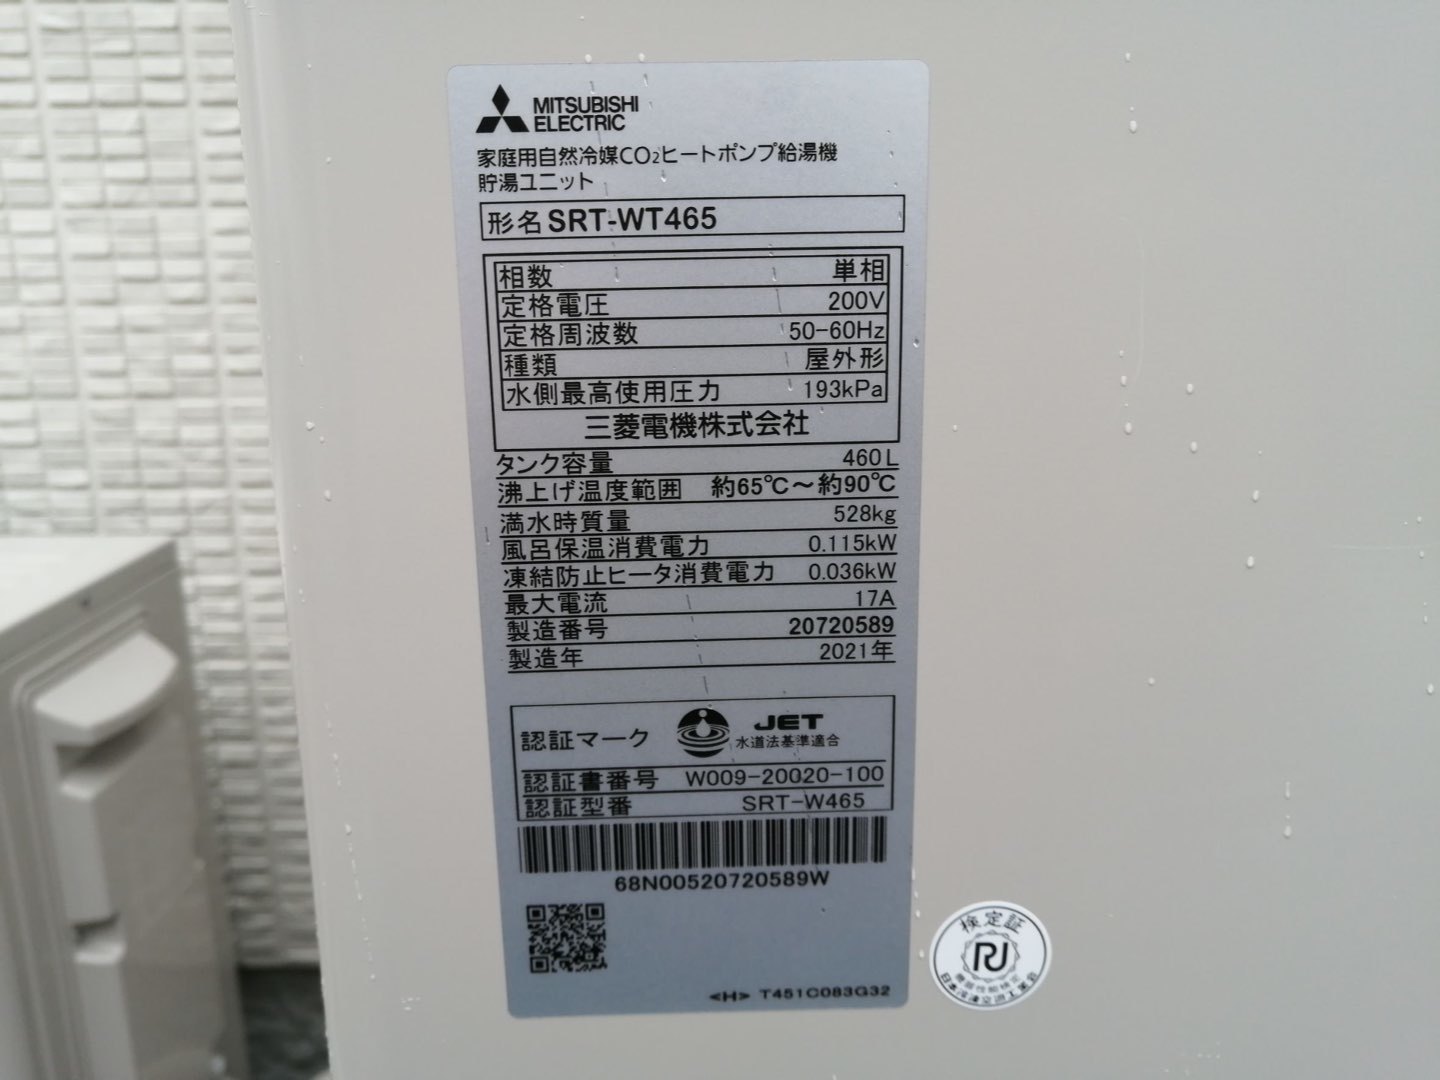 MITSUBISHI
ELECTRIC
家庭用自然冷媒CO₂ヒートポンプ給湯機
貯湯ユニット
形名 SRT-WT465
相数 単相
定格電圧 200V
定格周波数 50-60Hz
種類 屋外形
水側最高使用圧力 193kPa
三菱電機株式会社
タンク容量 460L
沸上げ温度範囲 約65℃～約90℃
満水時質量 528kg
風呂保温消費電力 0.115kW
凍結防止ヒータ消費電力 0.036kW
最大電流 17A
製造番号 20720589
製造年 2021年
認証マーク JET
水道法基準適合
認証書番号 W009-20020-100
認証型番 SRT-W465
68N00520720589W
<H> T451C083G32
検定証